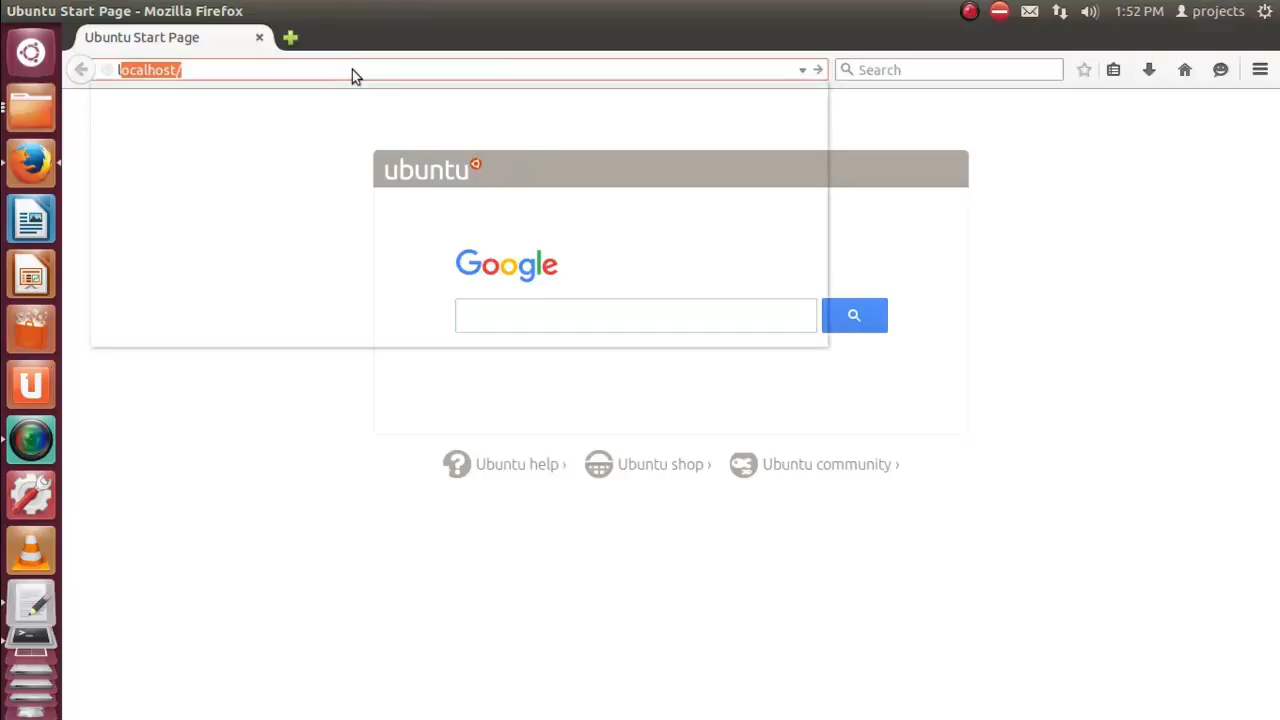 Ubuntu Start Page - Mozilla Firefox
1:52 PM projects
Ubuntu Start Page
localhost/
Search
ubuntu
Google
Ubuntu help ›
Ubuntu shop ›
Ubuntu community ›